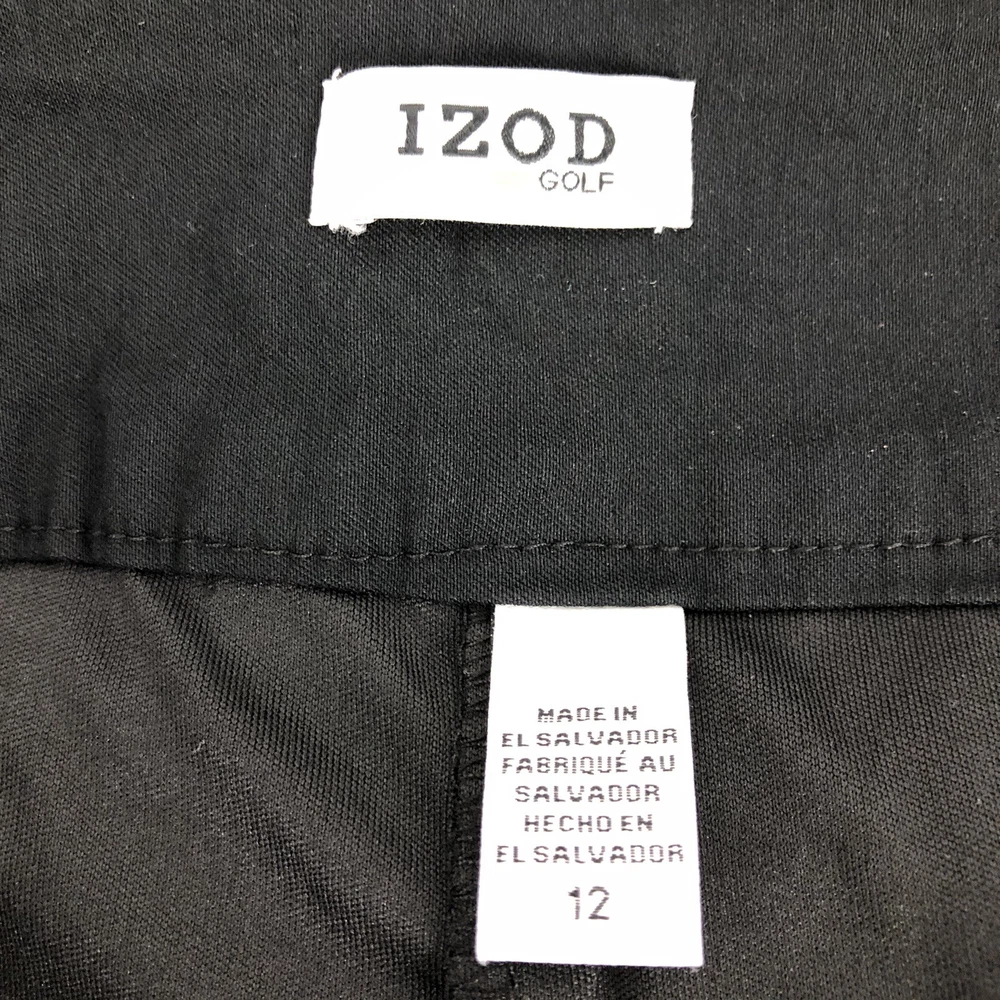 IZOD
GOLF
MADE IN
EL SALVADOR
FABRIQUÉ AU
SALVADOR
HECHO EN
EL SALVADOR
12